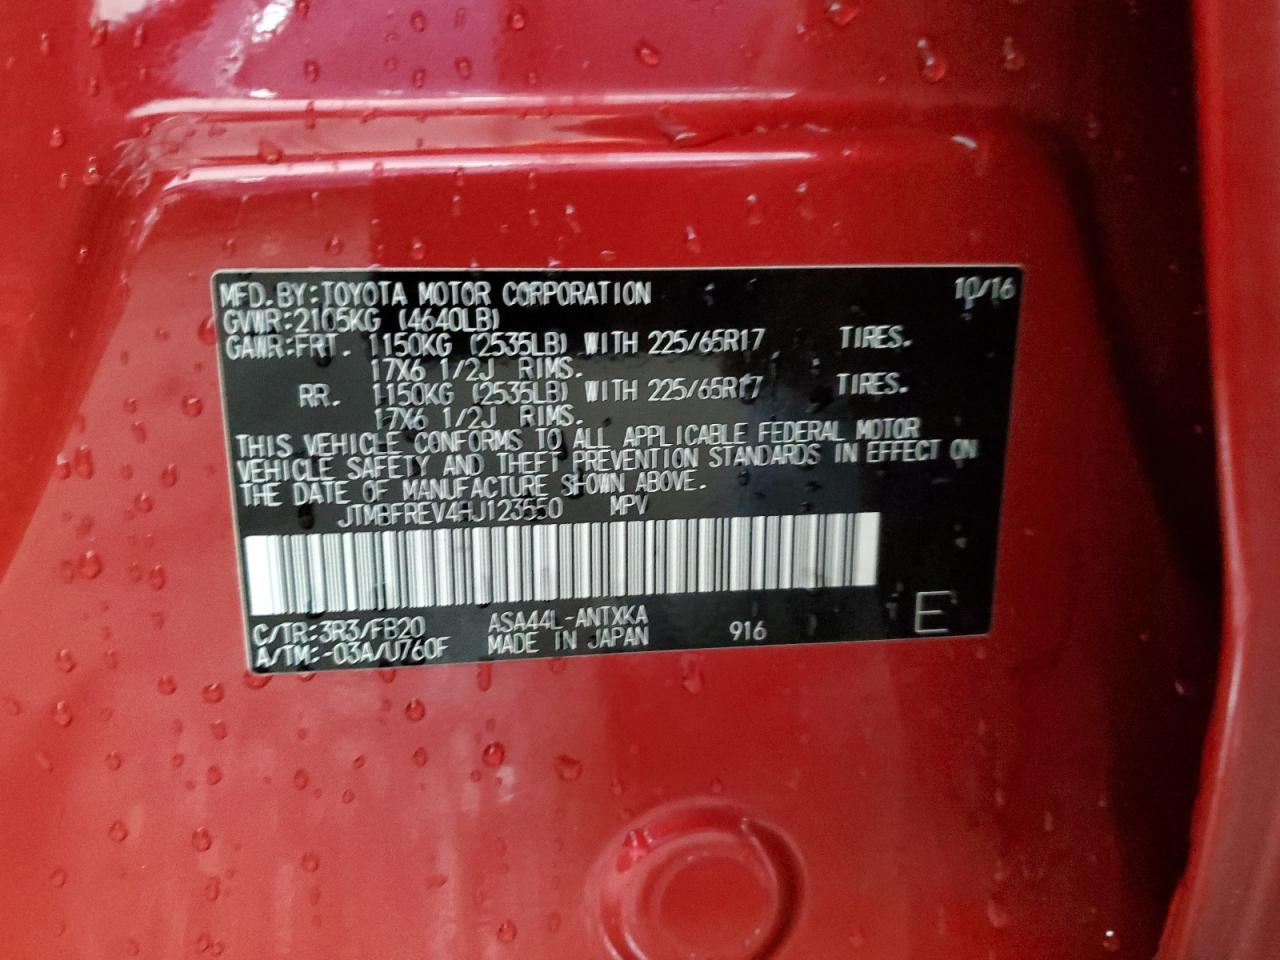 MFD. BY: TOYOTA MOTOR CORPORATION 10/16
GVWR: 2105KG (4640LB)
GAWR: FRT. 1150KG (2535LB) WITH 225/65R17 TIRES.
17X6 1/2J RIMS.
RR. 1150KG (2535LB) WITH 225/65R17 TIRES.
17X6 1/2J RIMS.
THIS VEHICLE CONFORMS TO ALL APPLICABLE FEDERAL MOTOR
VEHICLE SAFETY AND THEFT PREVENTION STANDARDS IN EFFECT ON
THE DATE OF MANUFACTURE SHOWN ABOVE.
JTMBFREV4HJ123550 MPV
C/TR: 3R3/FB20 ASA44L-ANTXKA
A/TM: -03A/U760F MADE IN JAPAN 916 E